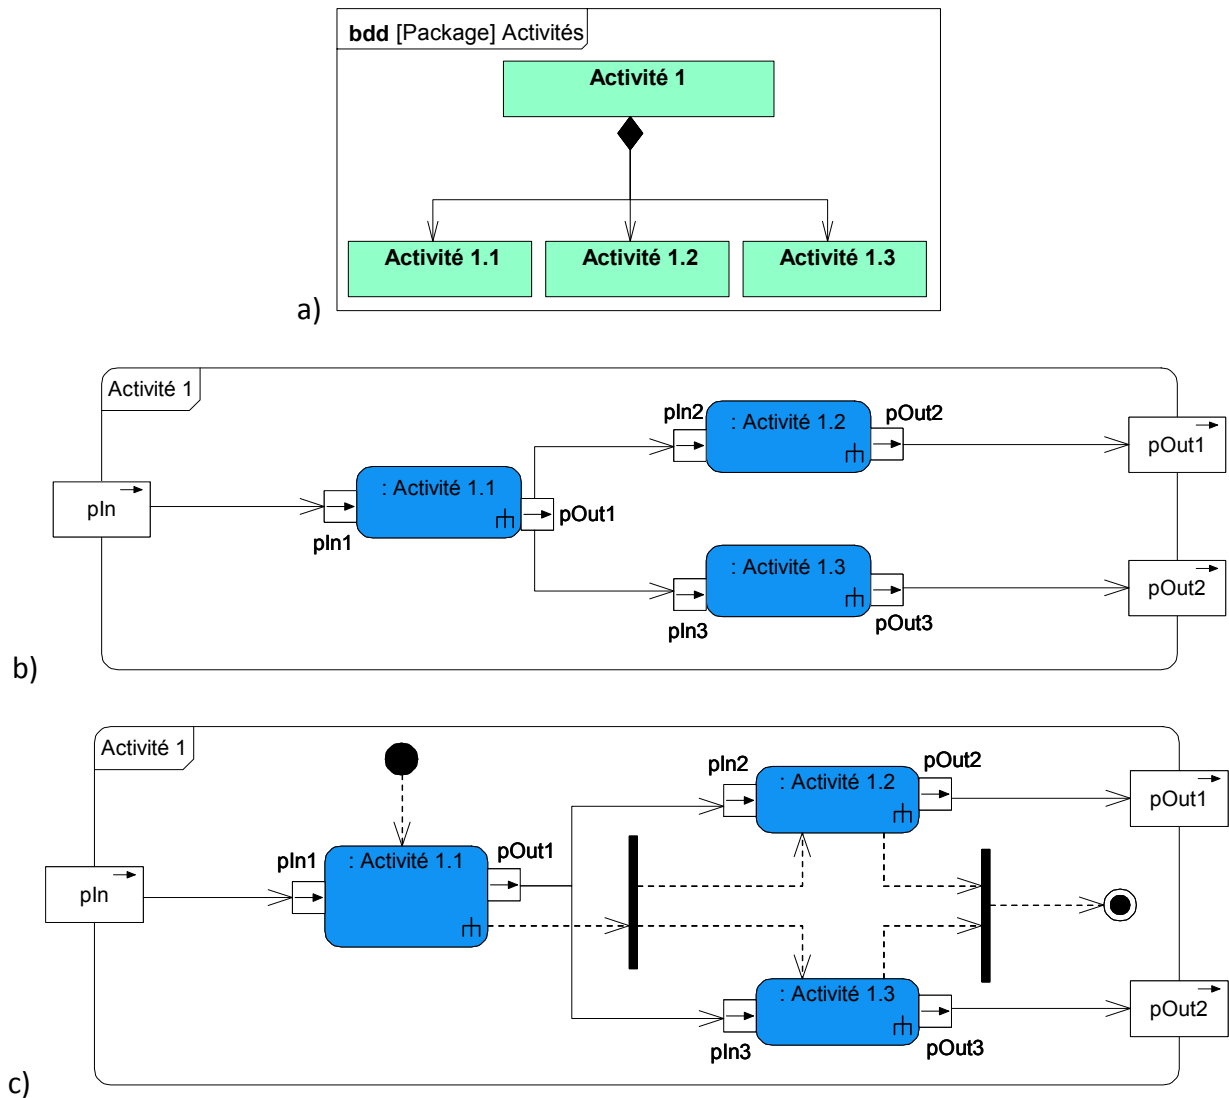 bdd [Package] Activités
Activité 1
Activité 1.1
Activité 1.2
Activité 1.3
a)
Activité 1
pIn
pIn1
: Activité 1.1
pOut1
pIn2
: Activité 1.2
pOut2
pOut1
pIn3
: Activité 1.3
pOut3
pOut2
b)
Activité 1
pIn
pIn1
: Activité 1.1
pOut1
pIn2
: Activité 1.2
pOut2
pOut1
pIn3
: Activité 1.3
pOut3
pOut2
c)